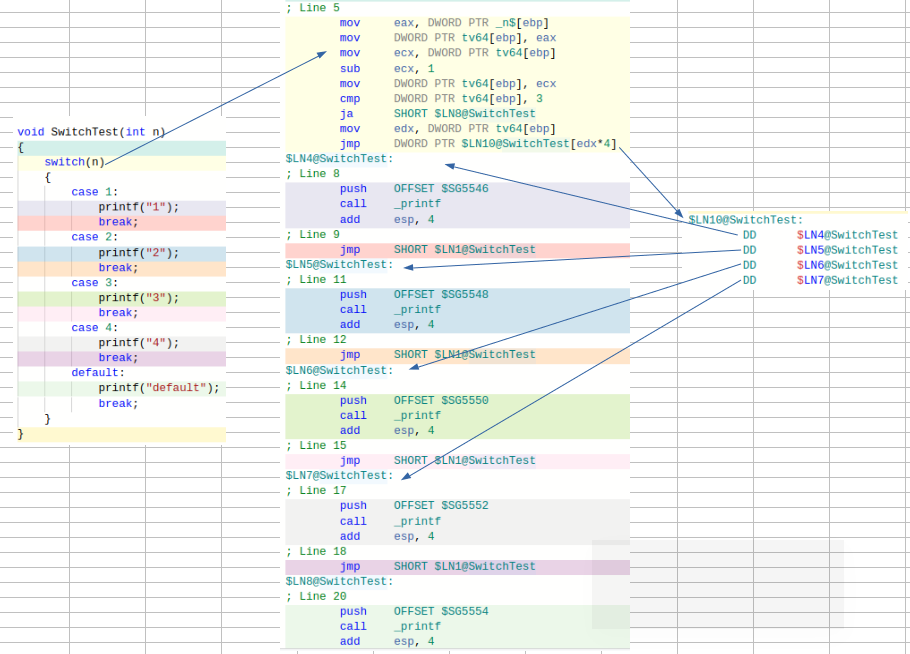 void SwitchTest(int n)
{
    switch(n)
    {
        case 1:
            printf("1");
            break;
        case 2:
            printf("2");
            break;
        case 3:
            printf("3");
            break;
        case 4:
            printf("4");
            break;
        default:
            printf("default");
            break;
    }
}
; Line 5
        mov     eax, DWORD PTR _n$[ebp]
        mov     DWORD PTR tv64[ebp], eax
        mov     ecx, DWORD PTR tv64[ebp]
        sub     ecx, 1
        mov     DWORD PTR tv64[ebp], ecx
        cmp     DWORD PTR tv64[ebp], 3
        ja      SHORT $LN8@SwitchTest
        mov     edx, DWORD PTR tv64[ebp]
        jmp     DWORD PTR $LN10@SwitchTest[edx*4]
$LN4@SwitchTest:
; Line 8
        push    OFFSET $SG5546
        call    _printf
        add     esp, 4
; Line 9
        jmp     SHORT $LN1@SwitchTest
$LN5@SwitchTest:
; Line 11
        push    OFFSET $SG5548
        call    _printf
        add     esp, 4
; Line 12
        jmp     SHORT $LN1@SwitchTest
$LN6@SwitchTest:
; Line 14
        push    OFFSET $SG5550
        call    _printf
        add     esp, 4
; Line 15
        jmp     SHORT $LN1@SwitchTest
$LN7@SwitchTest:
; Line 17
        push    OFFSET $SG5552
        call    _printf
        add     esp, 4
; Line 18
        jmp     SHORT $LN1@SwitchTest
$LN8@SwitchTest:
; Line 20
        push    OFFSET $SG5554
        call    _printf
        add     esp, 4
$LN10@SwitchTest:
        DD      $LN4@SwitchTest
        DD      $LN5@SwitchTest
        DD      $LN6@SwitchTest
        DD      $LN7@SwitchTest